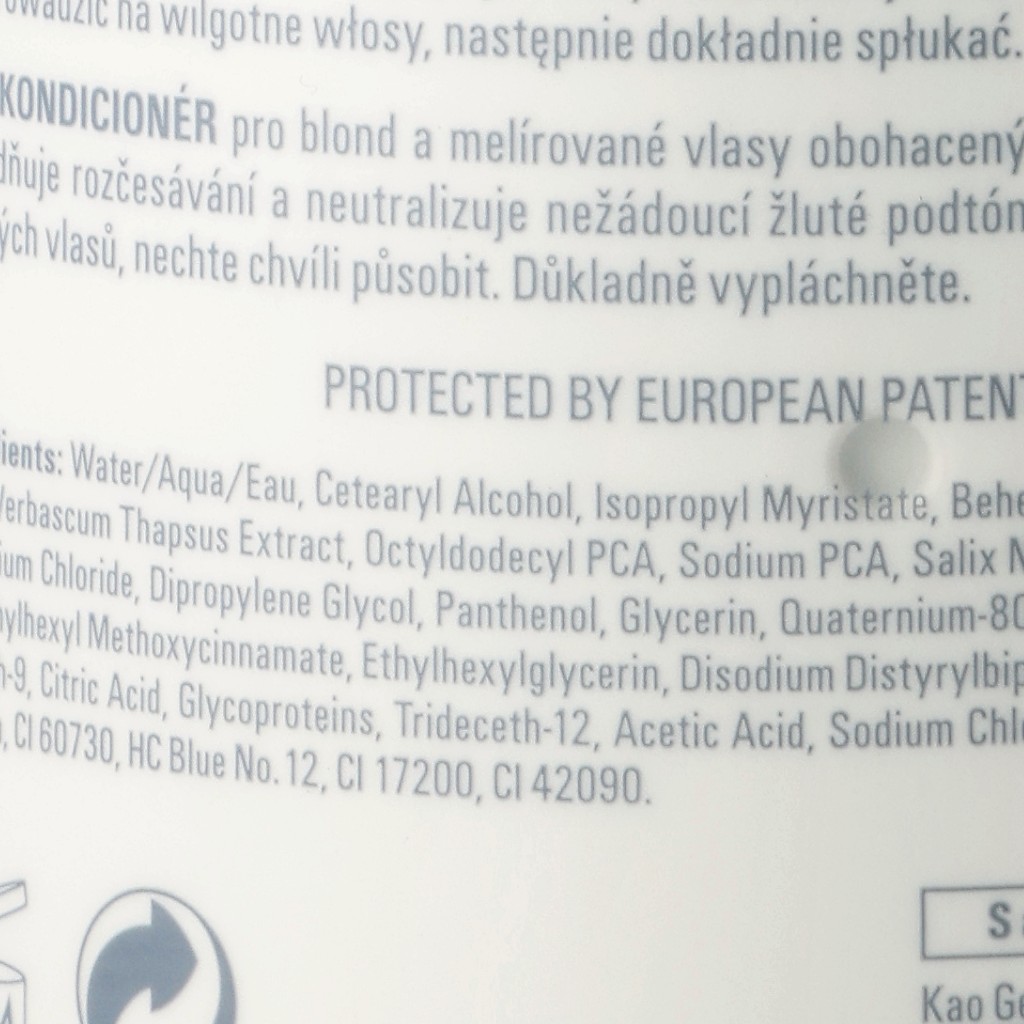 na wilgotne włosy, następnie dokładnie spłukać.
KONDICIONÉR pro blond a melírované vlasy obohacený
rozčesávání a neutralizuje nežádoucí žluté podtón
ých vlasů, nechte chvíli působit. Důkladně vypláchněte.
PROTECTED BY EUROPEAN PATENT
ients: Water/Aqua/Eau, Cetearyl Alcohol, Isopropyl Myristate, Behe
Verbascum Thapsus Extract, Octyldodecyl PCA, Sodium PCA, Salix
ium Chloride, Dipropylene Glycol, Panthenol, Glycerin, Quaternium-80
ylhexyl Methoxycinnamate, Ethylhexylglycerin, Disodium Distyrylbip
-9, Citric Acid, Glycoproteins, Trideceth-12, Acetic Acid, Sodium Chlo
, CI 60730, HC Blue No. 12, CI 17200, CI 42090.
S
Kao Ge